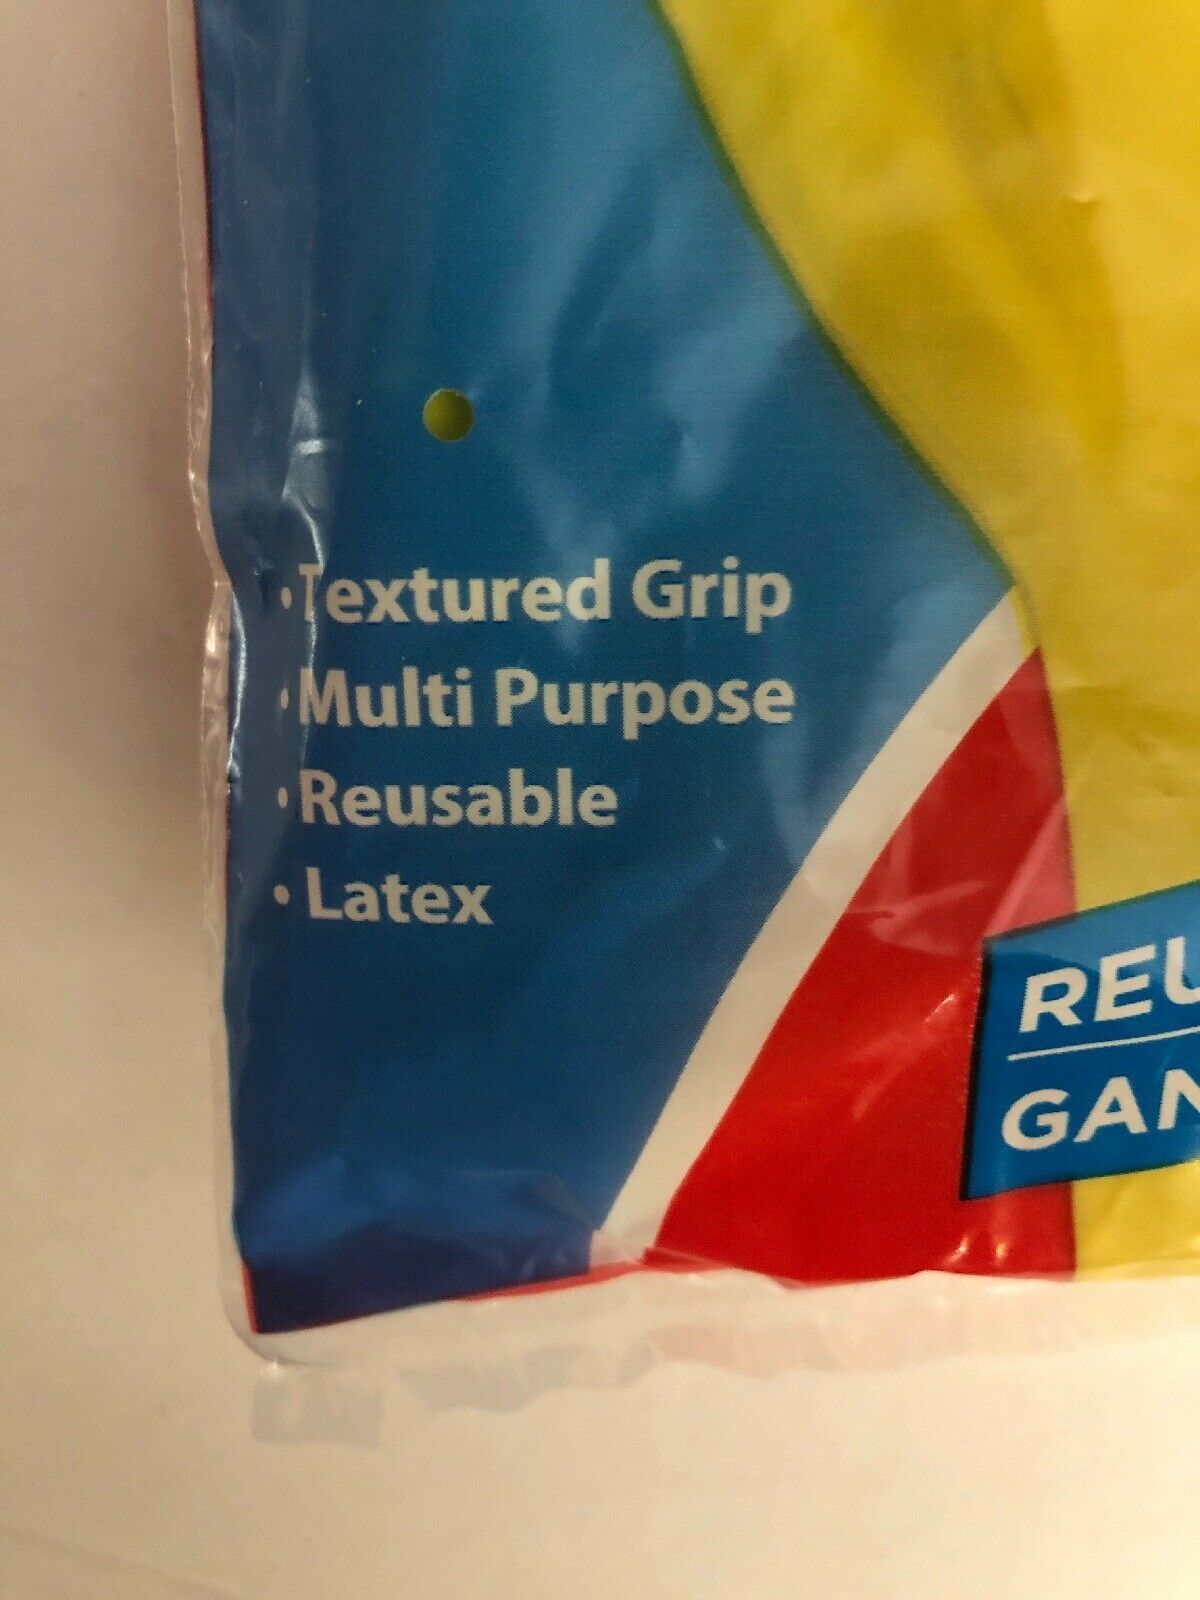 • Textured Grip
• Multi Purpose
• Reusable
• Latex
REU
GAN